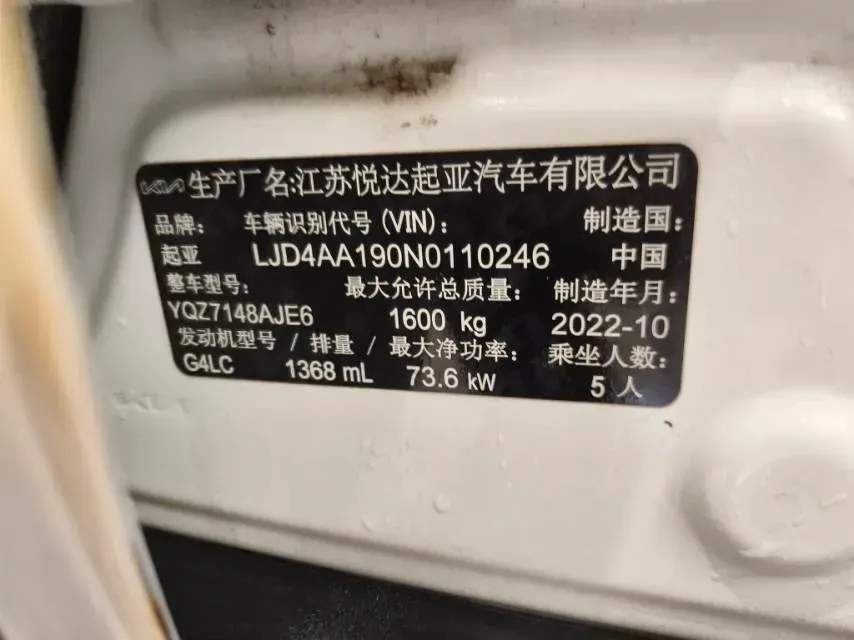 KIA 生产厂名:江苏悦达起亚汽车有限公司
品牌: 车辆识别代号 (VIN): 制造国:
起亚 LJD4AA190N0110246 中国
整车型号: 最大允许总质量: 制造年月:
YQZ7148AJE6 1600 kg 2022-10
发动机型号 / 排量 / 最大净功率: 乘坐人数:
G4LC 1368 mL 73.6 kW 5 人